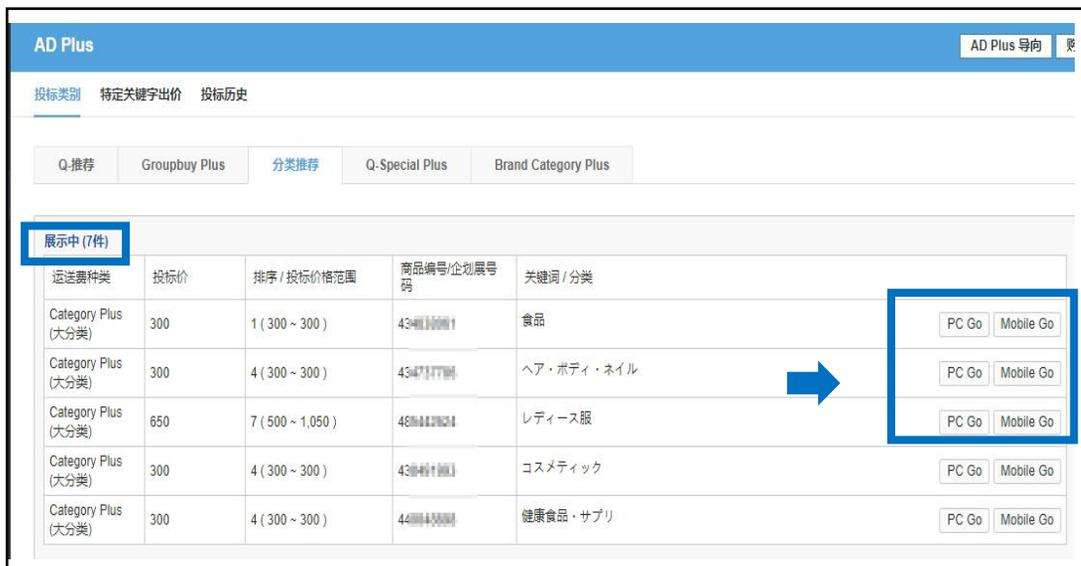 AD Plus
AD Plus 导向
投标类别 特定关键字出价 投标历史
Q-推荐 Groupbuy Plus 分类推荐 Q-Special Plus Brand Category Plus
展示中 (7件)
运送费种类 投标价 排序 / 投标价格范围 商品编号/企划展号码 关键词 / 分类
Category Plus (大分类) 300 1 ( 300 ~ 300 ) 食品 PC Go Mobile Go
Category Plus (大分类) 300 4 ( 300 ~ 300 ) ヘア・ボディ・ネイル PC Go Mobile Go
Category Plus (大分类) 650 7 ( 500 ~ 1,050 ) レディース服 PC Go Mobile Go
Category Plus (大分类) 300 4 ( 300 ~ 300 ) コスメティック PC Go Mobile Go
Category Plus (大分类) 300 4 ( 300 ~ 300 ) 健康食品・サプリ PC Go Mobile Go